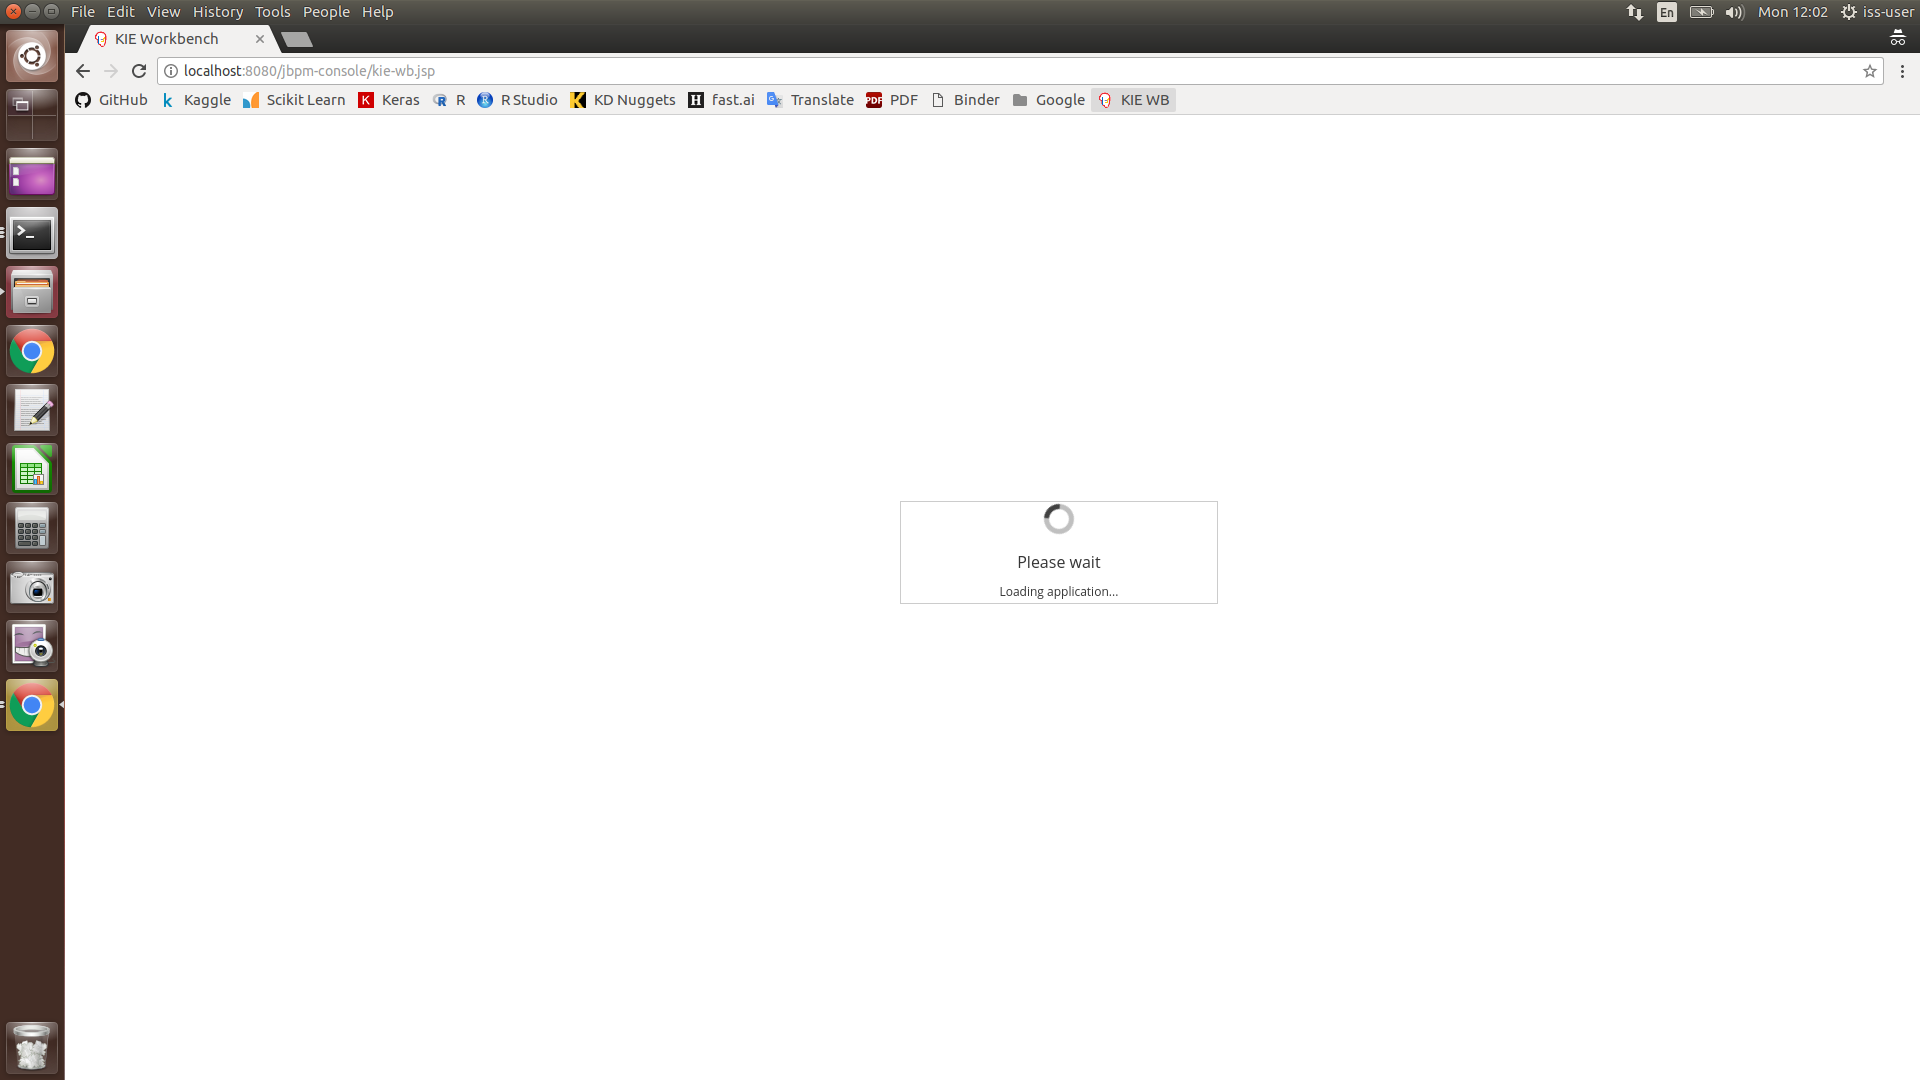 File Edit View History Tools People Help
En Mon 12:02 iss-user
KIE Workbench
localhost:8080/jbpm-console/kie-wb.jsp
GitHub k Kaggle Scikit Learn K Keras R R R R Studio K KD Nuggets H fast.ai Translate PDF PDF Binder Google KIE WB
>_
Please wait
Loading application...